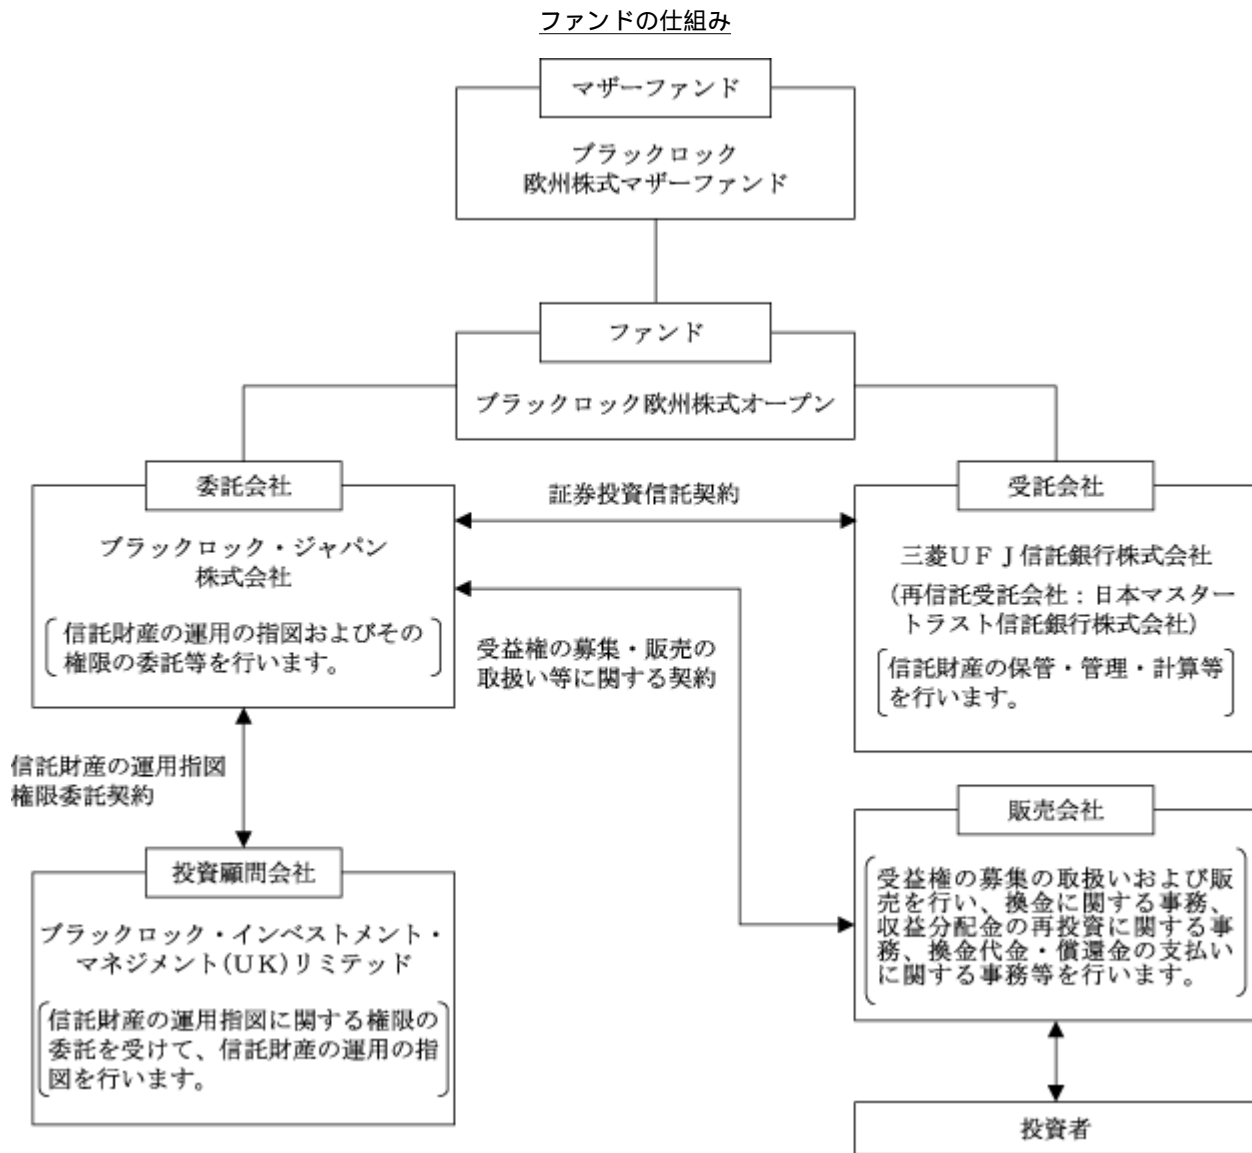 ファンドの仕組み
マザーファンド
ブラックロック
欧州株式マザーファンド
ファンド
ブラックロック欧州株式オープン
委託会社
ブラックロック・ジャパン
株式会社
信託財産の運用の指図およびその
権限の委託等を行います。
証券投資信託契約
受益権の募集・販売の
取扱い等に関する契約
受託会社
三菱UFJ信託銀行株式会社
(再信託受託会社:日本マスター
トラスト信託銀行株式会社)
信託財産の保管・管理・計算等
を行います。
信託財産の運用指図
権限委託契約
投資顧問会社
ブラックロック・インベストメント・
マネジメント(UK)リミテッド
信託財産の運用指図に関する権限の
委託を受けて、信託財産の運用の指
図を行います。
販売会社
受益権の募集の取扱いおよび販
売を行い、換金に関する事務、
収益分配金の再投資に関する事
務、換金代金・償還金の支払い
に関する事務等を行います。
投資者